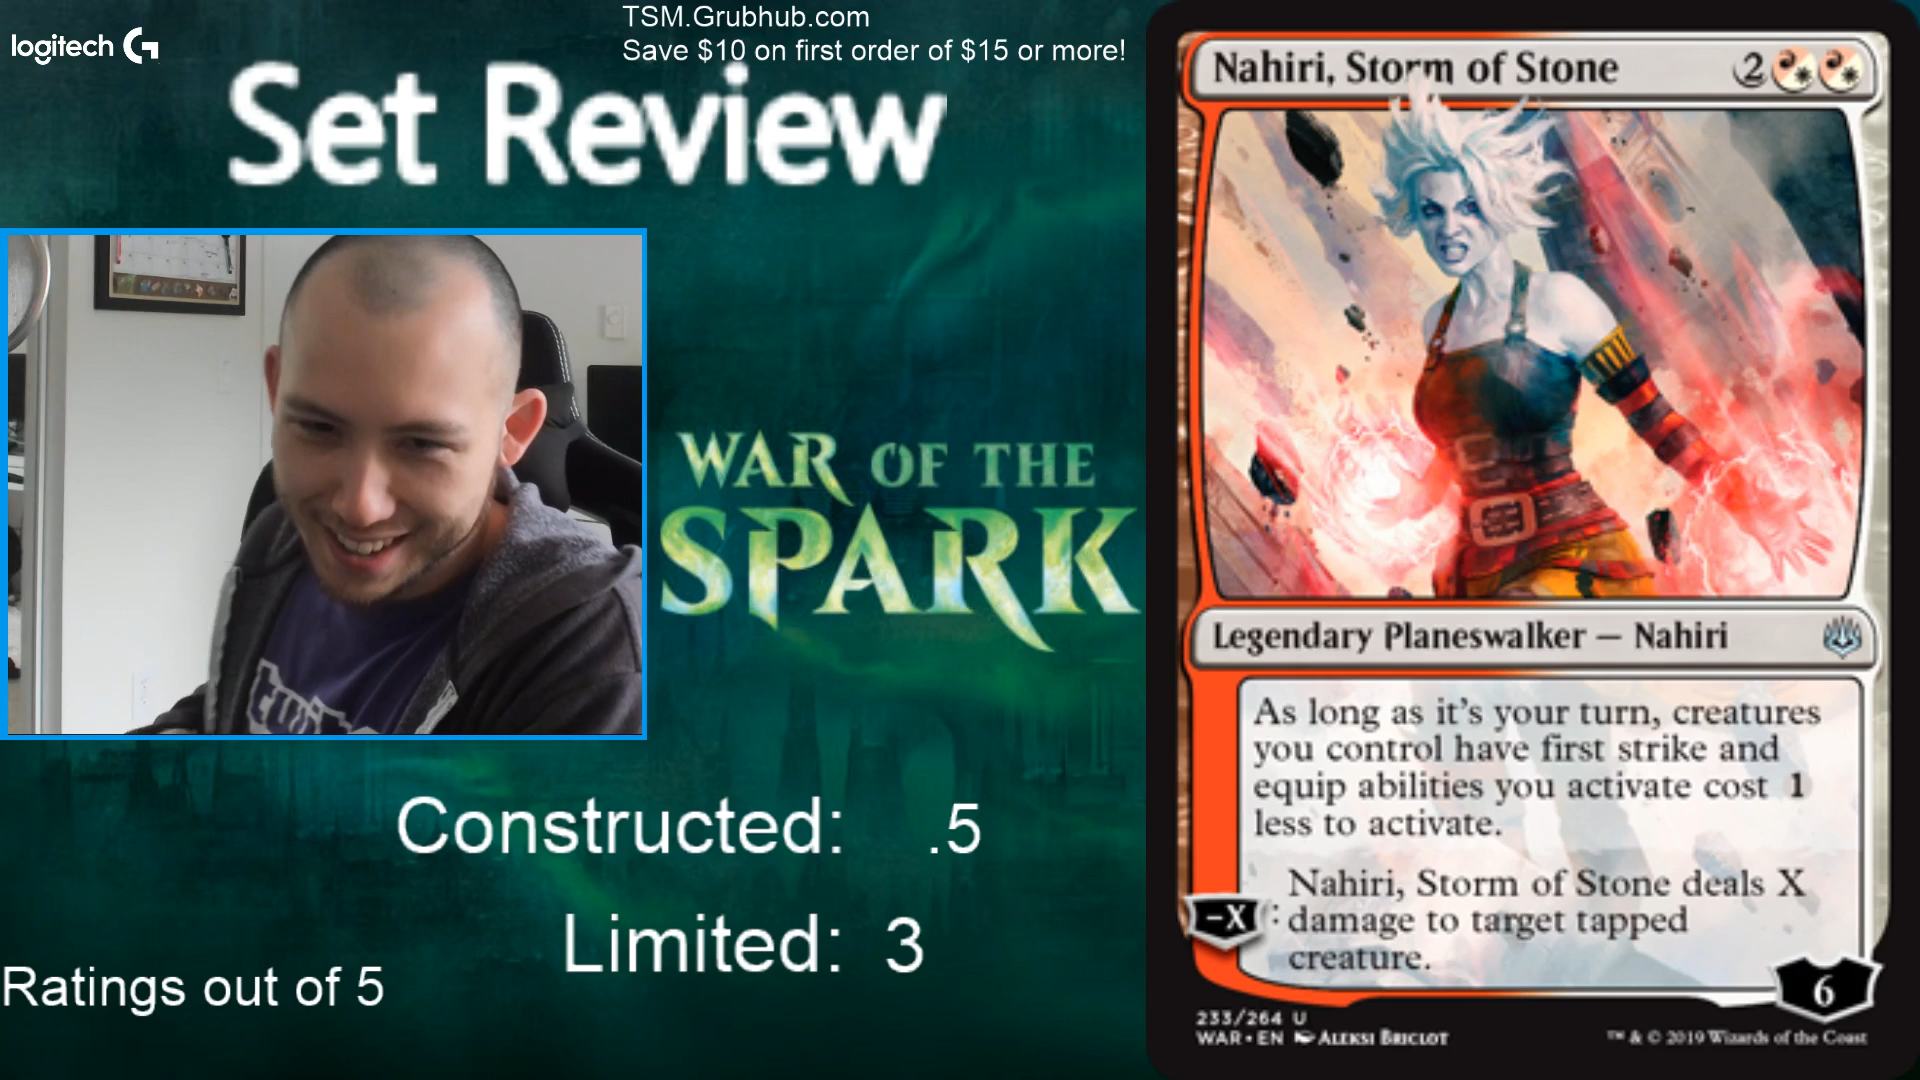 logitech G
TSM.Grubhub.com
Save $10 on first order of $15 or more!
Set Review
WAR OF THE
SPARK
Constructed: .5
Limited: 3
Ratings out of 5
Nahiri, Storm of Stone 2
Legendary Planeswalker — Nahiri
As long as it's your turn, creatures
you control have first strike and
equip abilities you activate cost 1
less to activate.
Nahiri, Storm of Stone deals X
-X: damage to target tapped
creature.
6
233/264 U
WAR • EN ALEKSI BRICLOT
™ & © 2019 Wizards of the Coast